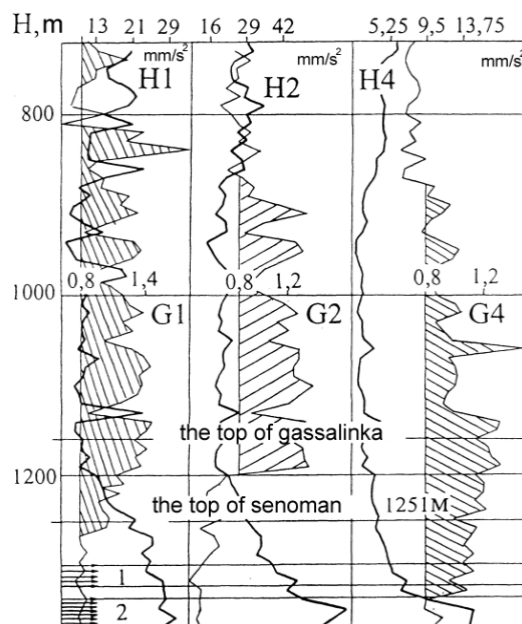 H, m 13 21 29 16 29 42 5,25 9,5 13,75
mm/s² mm/s² mm/s²
H1 H2 H4
800
0,8 1,4 0,8 1,2 0,8 1,2
1000
G1 G2 G4
the top of gassalinka
1200
the top of senoman 1251M
1
2